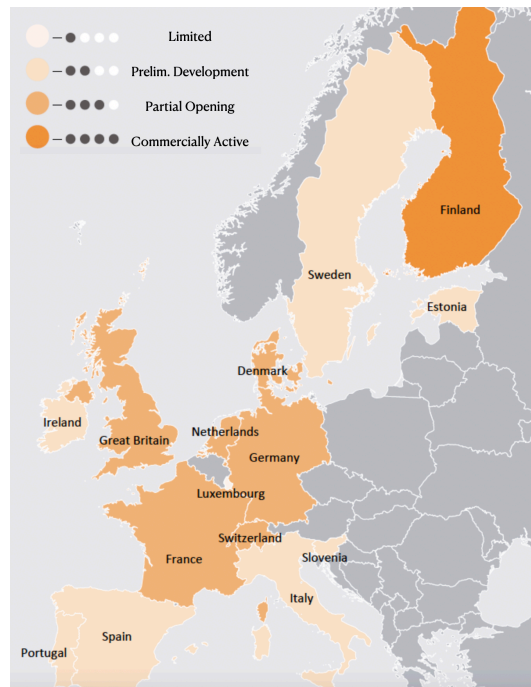 Limited
Prelim. Development
Partial Opening
Commercially Active
Finland
Sweden
Estonia
Denmark
Ireland
Netherlands
Great Britain
Germany
Luxembourg
Switzerland
France
Slovenia
Italy
Spain
Portugal